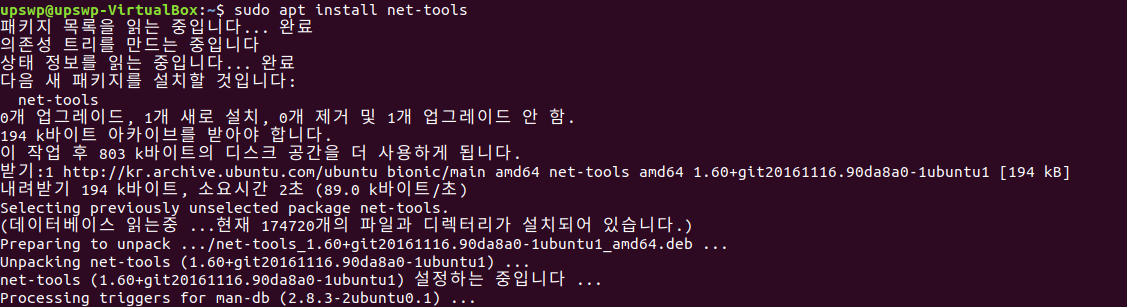 upswp@upswp-VirtualBox:~$ sudo apt install net-tools
패키지 목록을 읽는 중입니다... 완료
의존성 트리를 만드는 중입니다
상태 정보를 읽는 중입니다... 완료
다음 새 패키지를 설치할 것입니다:
  net-tools
0개 업그레이드, 1개 새로 설치, 0개 제거 및 1개 업그레이드 안 함.
194 k바이트 아카이브를 받아야 합니다.
이 작업 후 803 k바이트의 디스크 공간을 더 사용하게 됩니다.
받기:1 http://kr.archive.ubuntu.com/ubuntu bionic/main amd64 net-tools amd64 1.60+git20161116.90da8a0-1ubuntu1 [194 kB]
내려받기 194 k바이트, 소요시간 2초 (89.0 k바이트/초)
Selecting previously unselected package net-tools.
(데이터베이스 읽는중 ...현재 174720개의 파일과 디렉터리가 설치되어 있습니다.)
Preparing to unpack .../net-tools_1.60+git20161116.90da8a0-1ubuntu1_amd64.deb ...
Unpacking net-tools (1.60+git20161116.90da8a0-1ubuntu1) ...
net-tools (1.60+git20161116.90da8a0-1ubuntu1) 설정하는 중입니다 ...
Processing triggers for man-db (2.8.3-2ubuntu0.1) ...